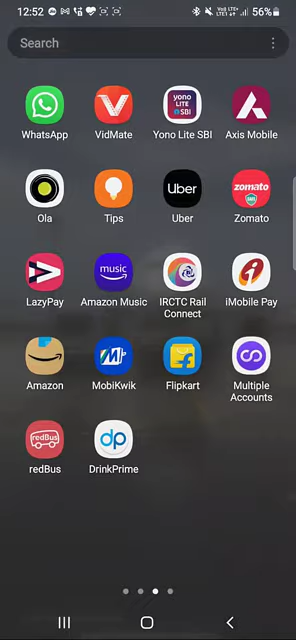 12:52
56%
Search
WhatsApp
VidMate
yono
LITE
SBI
Yono Lite SBI
Axis Mobile
Ola
Tips
Uber
Uber
zomato
Zomato
LazyPay
music
Amazon Music
IRCTC Rail
Connect
iMobile Pay
Amazon
MobiKwik
Flipkart
Multiple
Accounts
redBus
redBus
dp
DrinkPrime